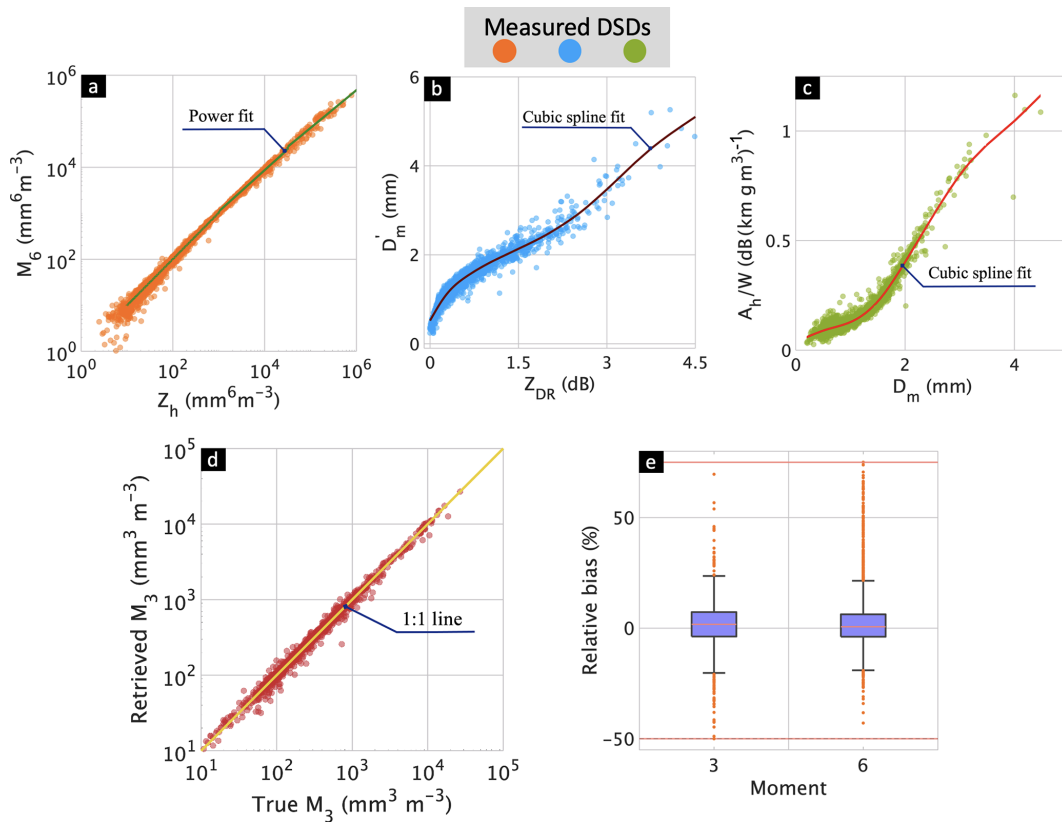 Measured DSDs
a
Power fit
M₆ (mm⁶m⁻³)
10⁶
10⁴
10²
10⁰
10⁰
10²
10⁴
10⁶
Zₕ (mm⁶m⁻³)
b
Cubic spline fit
D'ₘ (mm)
6
4
2
0
0
1.5
3
4.5
Z_DR (dB)
c
Cubic spline fit
Aₕ/W (dB (km g m³)⁻¹)
1
0.5
0
0
2
4
Dₘ (mm)
d
1:1 line
Retrieved M₃ (mm³ m⁻³)
10⁵
10⁴
10³
10²
10¹
10¹
10²
10³
10⁴
10⁵
True M₃ (mm³ m⁻³)
e
Relative bias (%)
50
0
−50
3
6
Moment